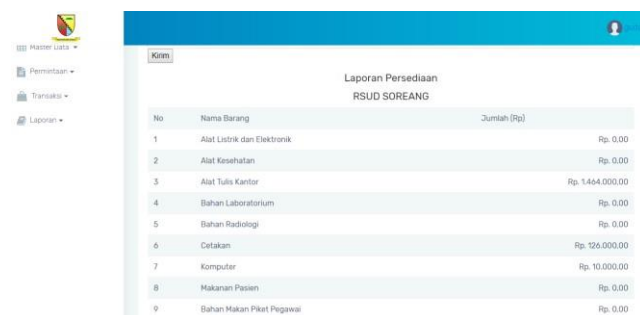 Master Data
Permintaan
Transaksi
Laporan
Kirim
Laporan Persediaan
RSUD SOREANG
No Nama Barang Jumlah (Rp)
1 Alat Listrik dan Elektronik Rp. 0,00
2 Alat Kesehatan Rp. 0,00
3 Alat Tulis Kantor Rp. 1.464.000,00
4 Bahan Laboratorium Rp. 0,00
5 Bahan Radiologi Rp. 0,00
6 Cetakan Rp. 126.000,00
7 Komputer Rp. 10.000,00
8 Makanan Pasien Rp. 0,00
9 Bahan Makan Piket Pegawai Rp. 0,00